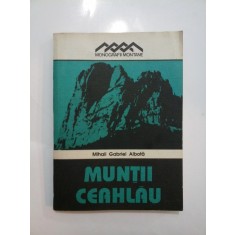 MONOGRAFII MONTANE
Mihail Gabriel Albotă
MUNȚII
CEAHLĂU